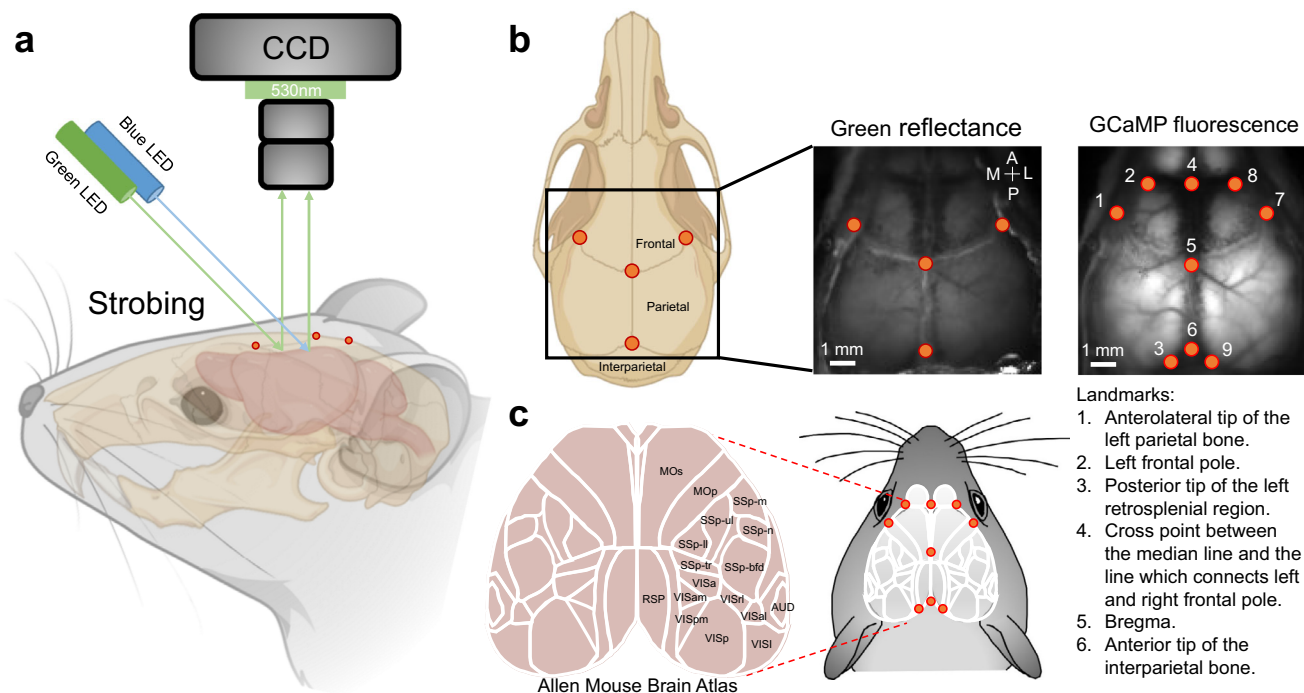 a
CCD
530nm
Blue LED
Green LED
Strobing
b
Frontal
Parietal
Interparietal
Green reflectance
A
M L
P
1 mm
GCaMP fluorescence
2 4 8
1 7
5
6
3 9
1 mm
Landmarks:
1. Anterolateral tip of the
left parietal bone.
2. Left frontal pole.
3. Posterior tip of the left
retrosplenial region.
4. Cross point between
the median line and the
line which connects left
and right frontal pole.
5. Bregma.
6. Anterior tip of the
interparietal bone.
c
MOs
MOp
SSp-m
SSp-ul
SSp-n
SSp-ll
SSp-tr
SSp-bfd
VISa
RSP
VISam
VISrl
AUD
VISpm
VISal
VISp
VISl
Allen Mouse Brain Atlas